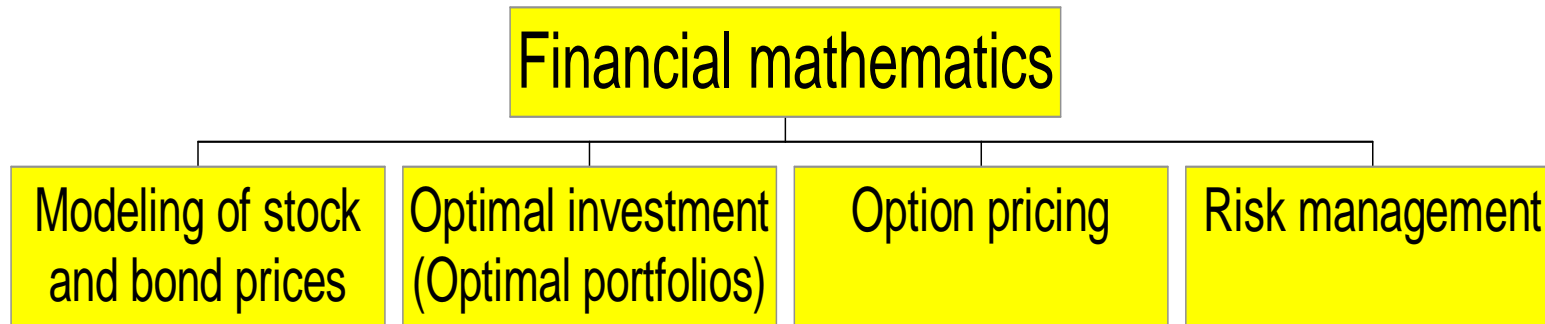 Financial mathematics
Modeling of stock
and bond prices
Optimal investment
(Optimal portfolios)
Option pricing
Risk management